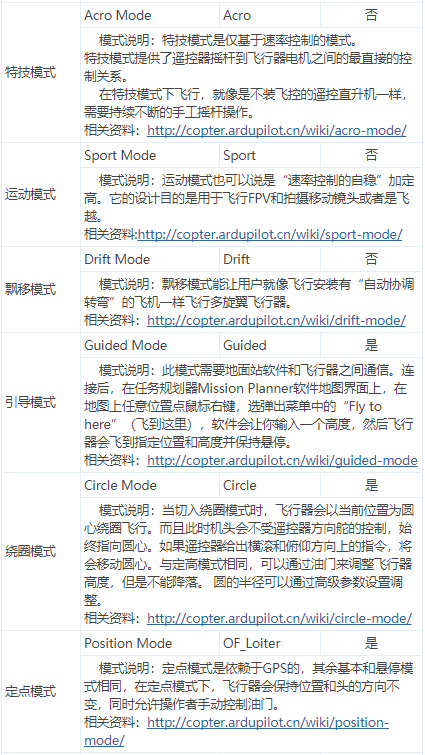 Acro Mode Acro 否
特技模式
模式说明：特技模式是仅基于速率控制的模式。
特技模式提供了遥控器摇杆到飞行器电机之间的最直接的控
制关系。
在特技模式下飞行，就像是不装飞控的遥控直升机一样，
需要持续不断的手工摇杆操作。
相关资料：http://copter.ardupilot.cn/wiki/acro-mode/
Sport Mode Sport 否
运动模式
模式说明：运动模式也可以说是“速率控制的自稳”加定
高。它的设计目的是用于飞行FPV和拍摄移动镜头或者是飞
越。
相关资料:http://copter.ardupilot.cn/wiki/sport-mode/
Drift Mode Drift 否
飘移模式
模式说明：飘移模式能让用户就像飞行安装有“自动协调
转弯”的飞机一样飞行多旋翼飞行器。
相关资料：http://copter.ardupilot.cn/wiki/drift-mode/
Guided Mode Guided 是
引导模式
模式说明：此模式需要地面站软件和飞行器之间通信。连
接后，在任务规划器Mission Planner软件地图界面上，在
地图上任意位置点鼠标右键，选弹出菜单中的“Fly to
here”（飞到这里），软件会让你输入一个高度，然后飞行
器会飞到指定位置和高度并保持悬停。
相关资料：http://copter.ardupilot.cn/wiki/guided-mode
Circle Mode Circle 是
绕圈模式
模式说明：当切入绕圈模式时，飞行器会以当前位置为圆
心绕圈飞行。而且此时机头会不受遥控器方向舵的控制，始
终指向圆心。如果遥控器给出横滚和俯仰方向上的指令，将
会移动圆心。与定高模式相同，可以通过油门来调整飞行器
高度，但是不能降落。 圆的半径可以通过高级参数设置调
整。
相关资料：http://copter.ardupilot.cn/wiki/circle-mode/
Position Mode OF_Loiter 是
定点模式
模式说明：定点模式是依赖于GPS的，其余基本和悬停模
式相同，在定点模式下，飞行器会保持位置和头的方向不
变，同时允许操作者手动控制油门。
相关资料：http://copter.ardupilot.cn/wiki/position-
mode/